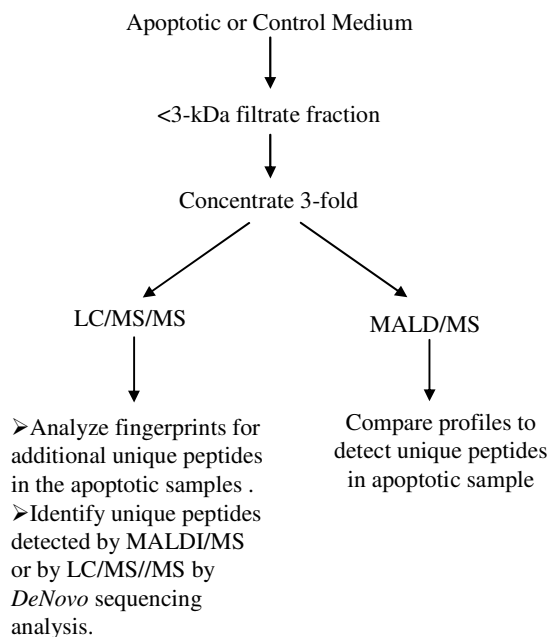 Apoptotic or Control Medium
<3-kDa filtrate fraction
Concentrate 3-fold
LC/MS/MS
MALD/MS
➢Analyze fingerprints for
additional unique peptides
in the apoptotic samples .
➢Identify unique peptides
detected by MALDI/MS
or by LC/MS//MS by
DeNovo sequencing
analysis.
Compare profiles to
detect unique peptides
in apoptotic sample